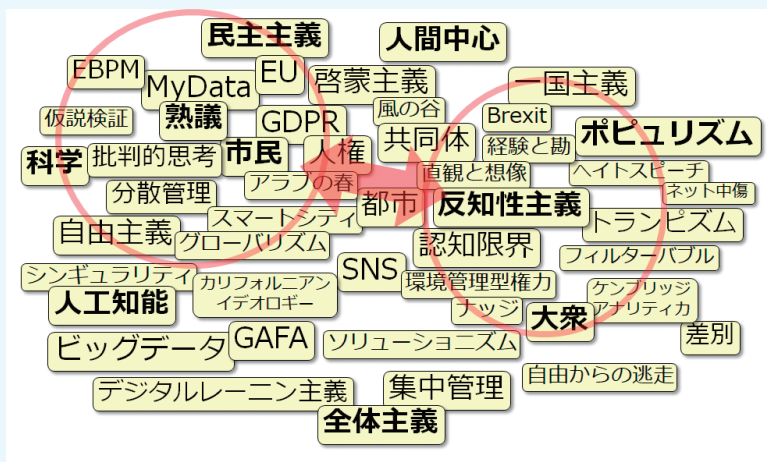 民主主義
人間中心
EBPM
MyData
EU
啓蒙主義
一国主義
仮説検証
熟議
GDPR
風の谷
Brexit
ポピュリズム
科学
批判的思考
市民
人権
共同体
経験と勘
直観と想像
ヘイトスピーチ
アラブの春
ネット中傷
分散管理
スマートシティ
都市
反知性主義
トランピズム
自由主義
グローバリズム
認知限界
フィルターバブル
シンギュラリティ
カリフォルニアン
イデオロギー
SNS
環境管理型権力
ケンブリッジ
アナリティカ
人工知能
ナッジ
大衆
ビッグデータ
GAFA
ソリューショニズム
差別
デジタルレーニン主義
集中管理
自由からの逃走
全体主義